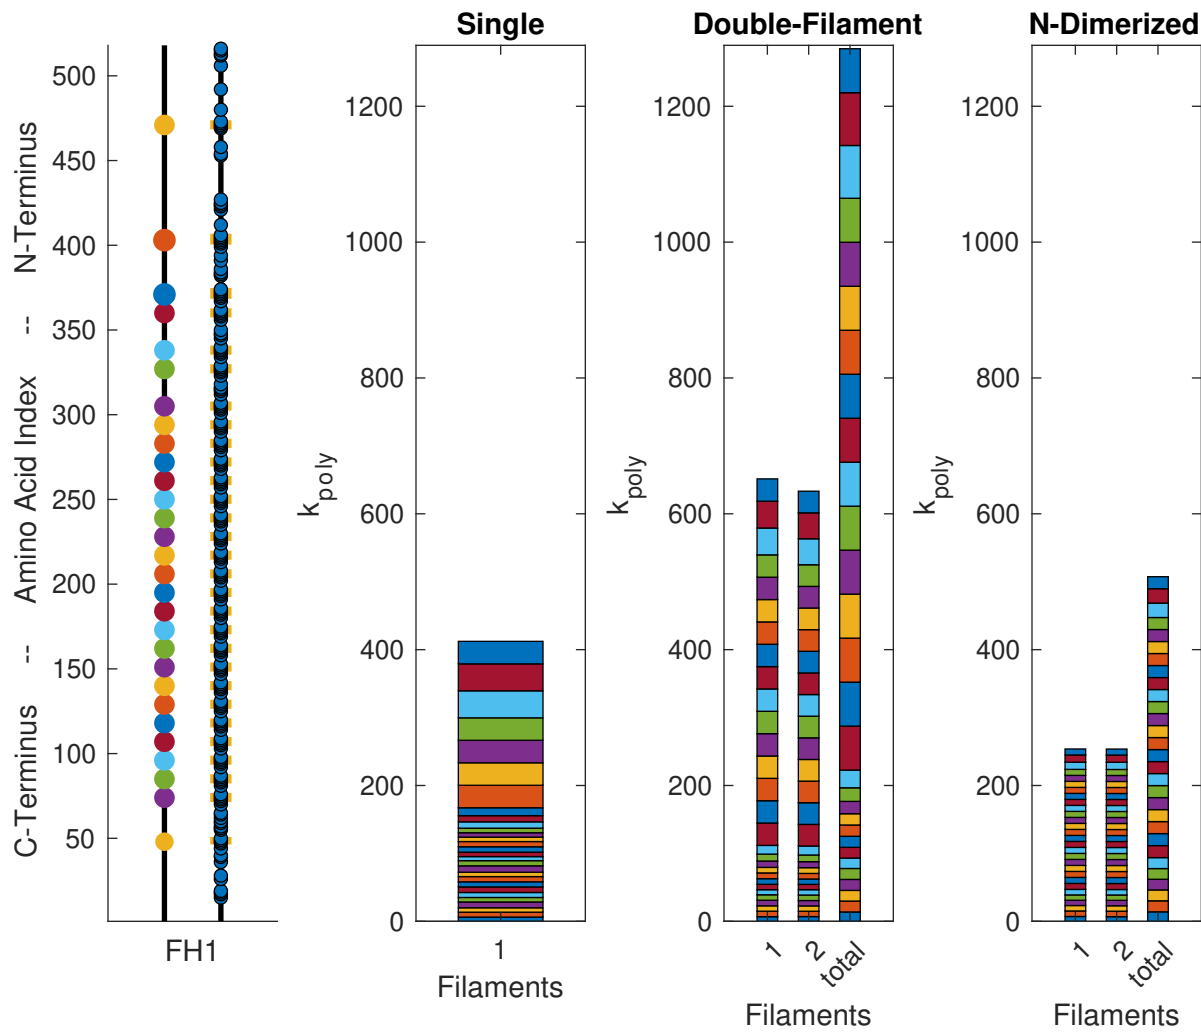 Single
Double-Filament
N-Dimerized
C-Terminus -- Amino Acid Index -- N-Terminus
500
450
400
350
300
250
200
150
100
50
FH1
k_poly
1200
1000
800
600
400
200
0
1
Filaments
k_poly
1200
1000
800
600
400
200
0
1
2
total
Filaments
k_poly
1200
1000
800
600
400
200
0
1
2
total
Filaments